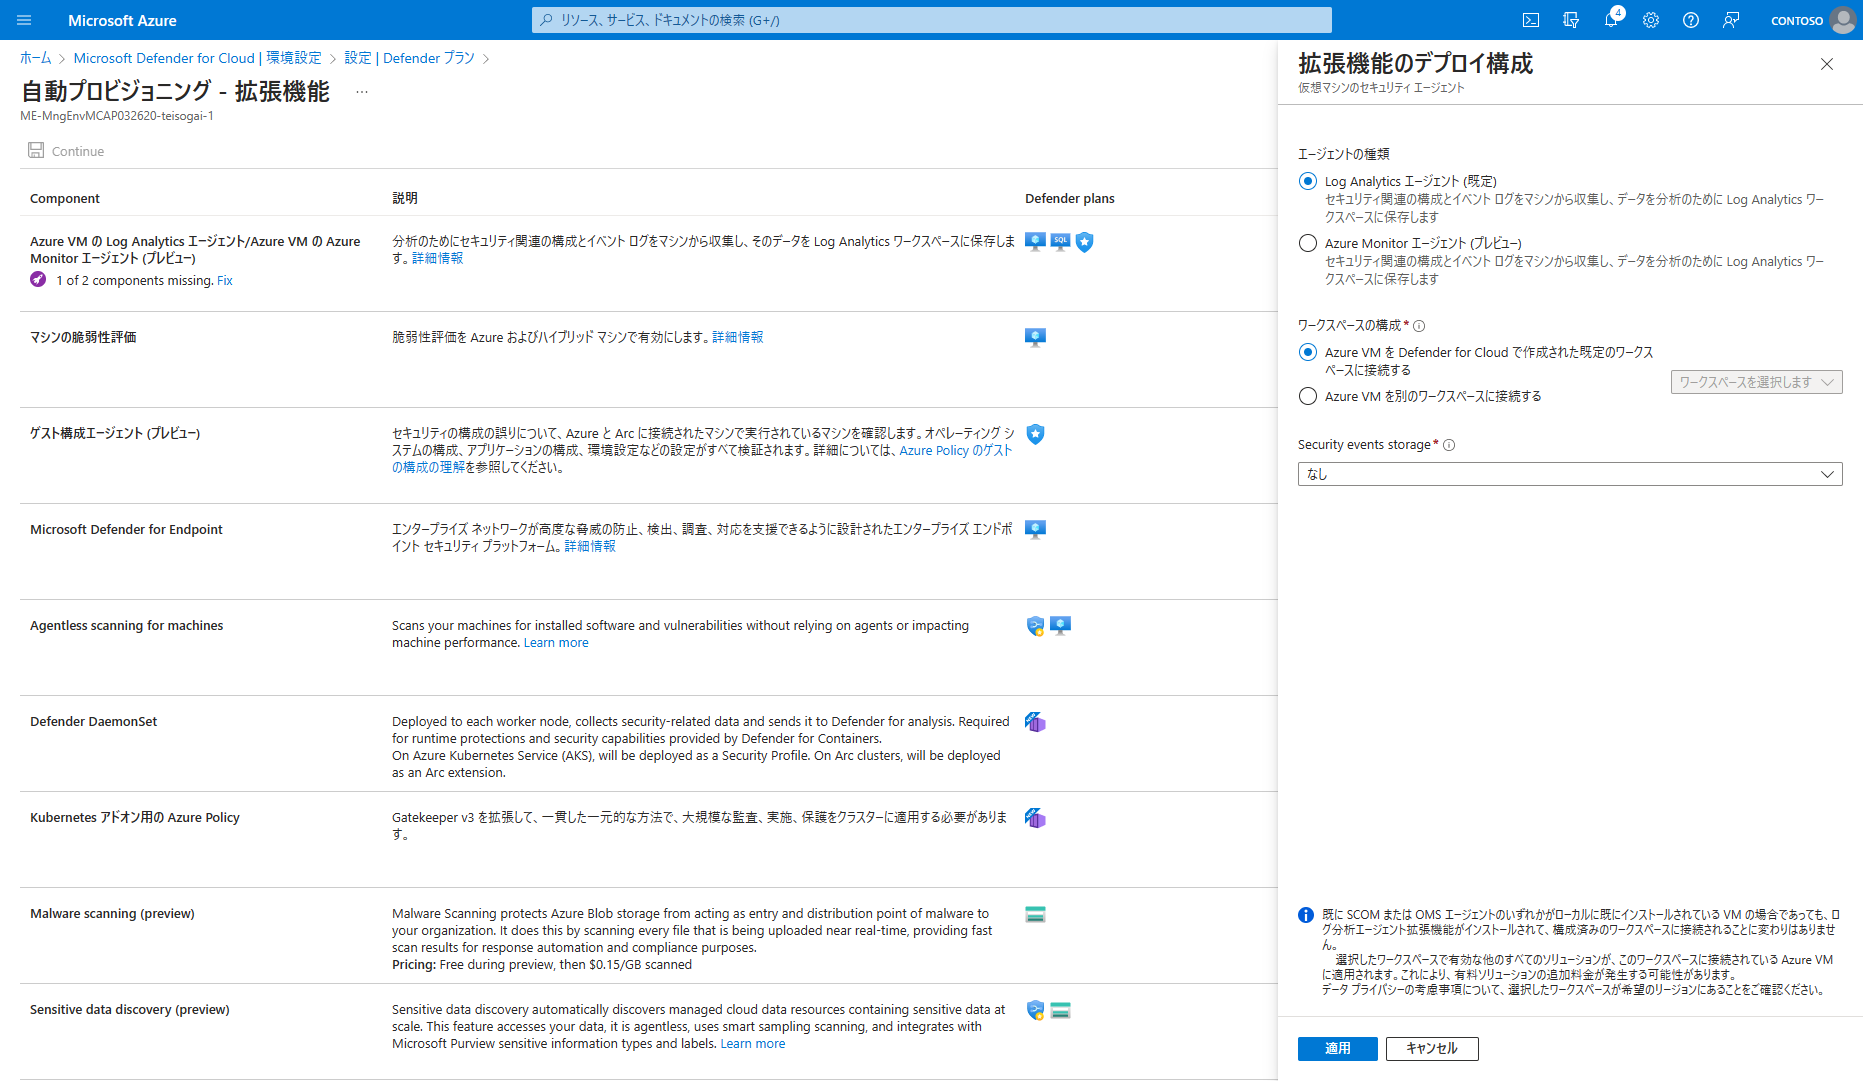 Microsoft Azure
リソース、サービス、ドキュメントの検索 (G+/)
4
CONTOSO
ホーム > Microsoft Defender for Cloud | 環境設定 > 設定 | Defender プラン >
自動プロビジョニング - 拡張機能 ...
ME-MngEnvMCAP032620-teisogai-1
Continue
Component 説明 Defender plans
Azure VM の Log Analytics エージェント/Azure VM の Azure
Monitor エージェント (プレビュー)
1 of 2 components missing. Fix
分析のためにセキュリティ関連の構成とイベント ログをマシンから収集し、そのデータを Log Analytics ワークスペースに保存しま
す。詳細情報
SQL
マシンの脆弱性評価
脆弱性評価を Azure およびハイブリッド マシンで有効にします。詳細情報
ゲスト構成エージェント (プレビュー)
セキュリティの構成の誤りについて、Azure と Arc に接続されたマシンで実行されているマシンを確認します。オペレーティング シ
ステムの構成、アプリケーションの構成、環境設定などの設定がすべて検証されます。詳細については、Azure Policy のゲスト
の構成の理解を参照してください。
Microsoft Defender for Endpoint
エンタープライズ ネットワークが高度な脅威の防止、検出、調査、対応を支援できるように設計されたエンタープライズ エンドポ
イント セキュリティ プラットフォーム。詳細情報
Agentless scanning for machines
Scans your machines for installed software and vulnerabilities without relying on agents or impacting
machine performance. Learn more
Defender DaemonSet
Deployed to each worker node, collects security-related data and sends it to Defender for analysis. Required
for runtime protections and security capabilities provided by Defender for Containers.
On Azure Kubernetes Service (AKS), will be deployed as a Security Profile. On Arc clusters, will be deployed
as an Arc extension.
Kubernetes アドオン用の Azure Policy
Gatekeeper v3 を拡張して、一貫した一元的な方法で、大規模な監査、実施、保護をクラスターに適用する必要がありま
す。
Malware scanning (preview)
Malware Scanning protects Azure Blob storage from acting as entry and distribution point of malware to
your organization. It does this by scanning every file that is being uploaded near real-time, providing fast
scan results for response automation and compliance purposes.
Pricing: Free during preview, then $0.15/GB scanned
Sensitive data discovery (preview)
Sensitive data discovery automatically discovers managed cloud data resources containing sensitive data at
scale. This feature accesses your data, it is agentless, uses smart sampling scanning, and integrates with
Microsoft Purview sensitive information types and labels. Learn more
拡張機能のデプロイ構成
仮想マシンのセキュリティ エージェント
エージェントの種類
Log Analytics エージェント (既定)
セキュリティ関連の構成とイベント ログをマシンから収集し、データを分析のために Log Analytics ワー
クスペースに保存します
Azure Monitor エージェント (プレビュー)
セキュリティ関連の構成とイベント ログをマシンから収集し、データを分析のために Log Analytics ワー
クスペースに保存します
ワークスペースの構成 *
Azure VM を Defender for Cloud で作成された既定のワークス
ペースに接続する
ワークスペースを選択します
Azure VM を別のワークスペースに接続する
Security events storage *
なし
既に SCOM または OMS エージェントのいずれかがローカルに既にインストールされている VM の場合であっても、ロ
グ分析エージェント拡張機能がインストールされて、構成済みのワークスペースに接続されることに変わりはありませ
ん。
選択したワークスペースで有効な他のすべてのソリューションが、このワークスペースに接続されている Azure VM
に適用されます。これにより、有料ソリューションの追加料金が発生する可能性があります。
データ プライバシーの考慮事項について、選択したワークスペースが希望のリージョンにあることをご確認ください。
適用
キャンセル